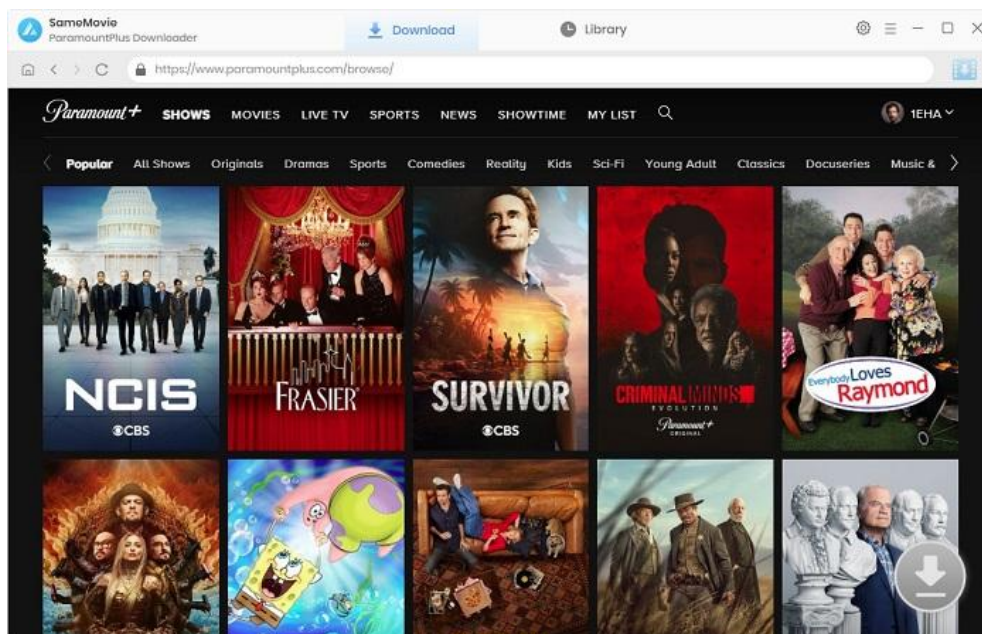 SameMovie
ParamountPlus Downloader
Download
Library
https://www.paramountplus.com/browse/
Paramount+ SHOWS MOVIES LIVE TV SPORTS NEWS SHOWTIME MY LIST
1EHA
Popular All Shows Originals Dramas Sports Comedies Reality Kids Sci-Fi Young Adult Classics Docuseries Music &
NCIS
CBS
FRASIER
SURVIVOR
CBS
CRIMINAL MINDS
EVOLUTION
Paramount+
ORIGINAL
Everybody Loves
Raymond